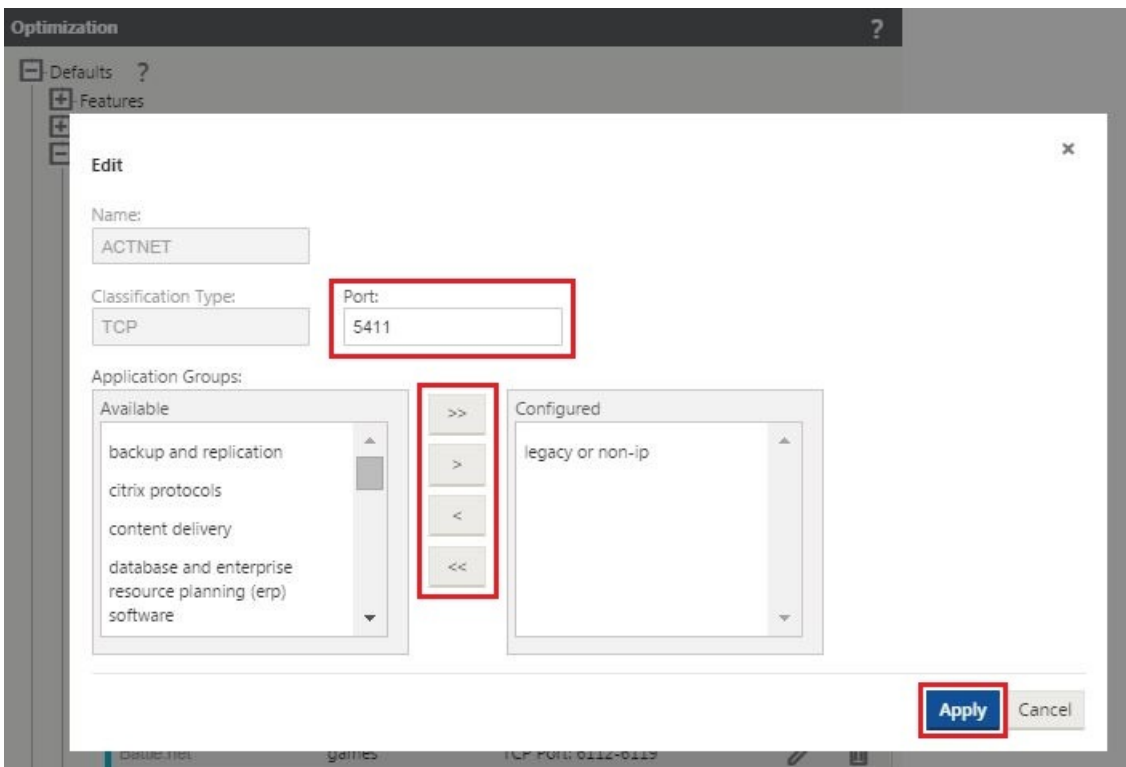 Optimization ?
Defaults ?
Features
Edit
×
Name:
ACTNET
Classification Type:
Port:
TCP
5411
Application Groups:
Available
backup and replication
citrix protocols
content delivery
database and enterprise
resource planning (erp)
software
>>
>
<
<<
Configured
legacy or non-ip
Apply
Cancel
Battle.net games TCP Port: 6112-6119